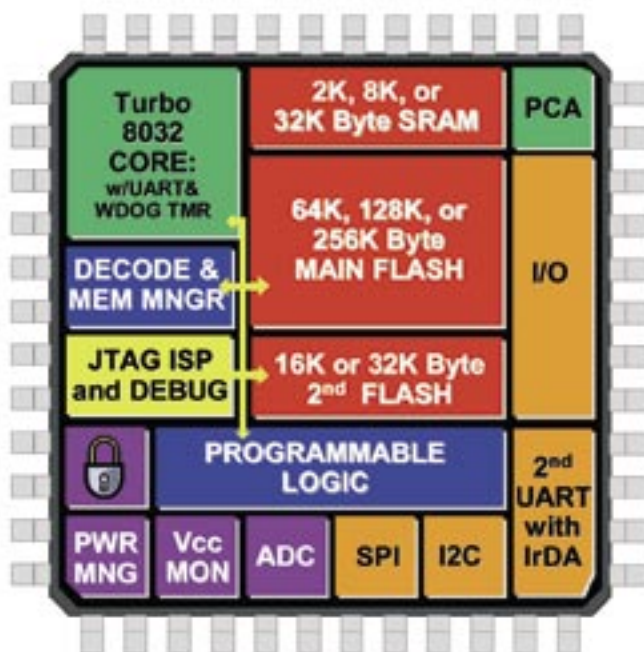 Turbo
8032
CORE:
w/UART&
WDOG TMR
2K, 8K, or
32K Byte SRAM
PCA
64K, 128K, or
256K Byte
MAIN FLASH
I/O
DECODE &
MEM MNGR
JTAG ISP
and DEBUG
16K or 32K Byte
2nd FLASH
PROGRAMMABLE
LOGIC
2nd
UART
with
IrDA
PWR
MNG
Vcc
MON
ADC
SPI
I2C